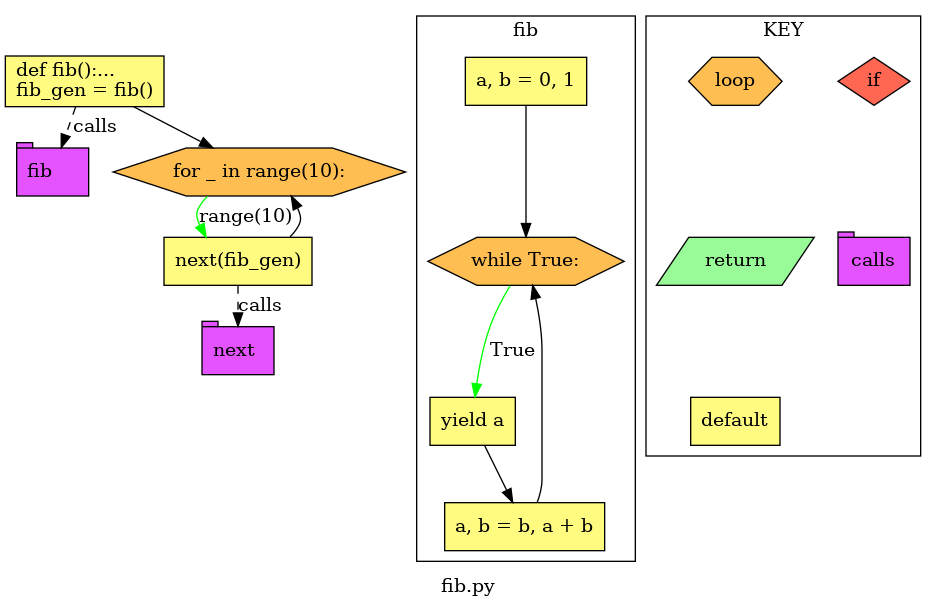 def fib():...
fib_gen = fib()
calls
fib
for _ in range(10):
range(10)
next(fib_gen)
calls
next
fib
a, b = 0, 1
while True:
True
yield a
a, b = b, a + b
KEY
loop
if
return
calls
default
fib.py